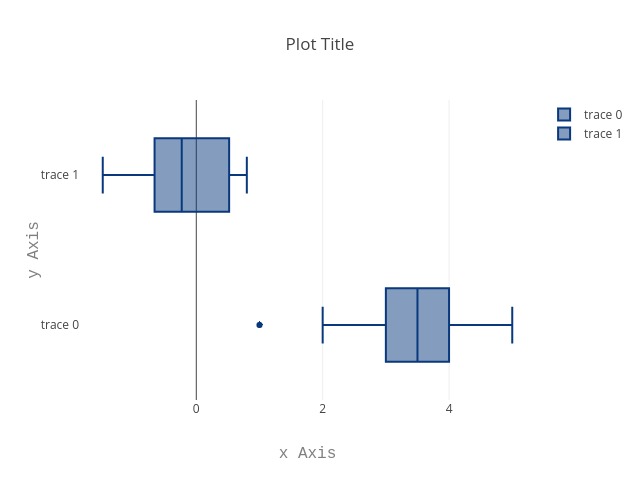 Plot Title
trace 0
trace 1
trace 1
trace 0
y Axis
0
2
4
x Axis